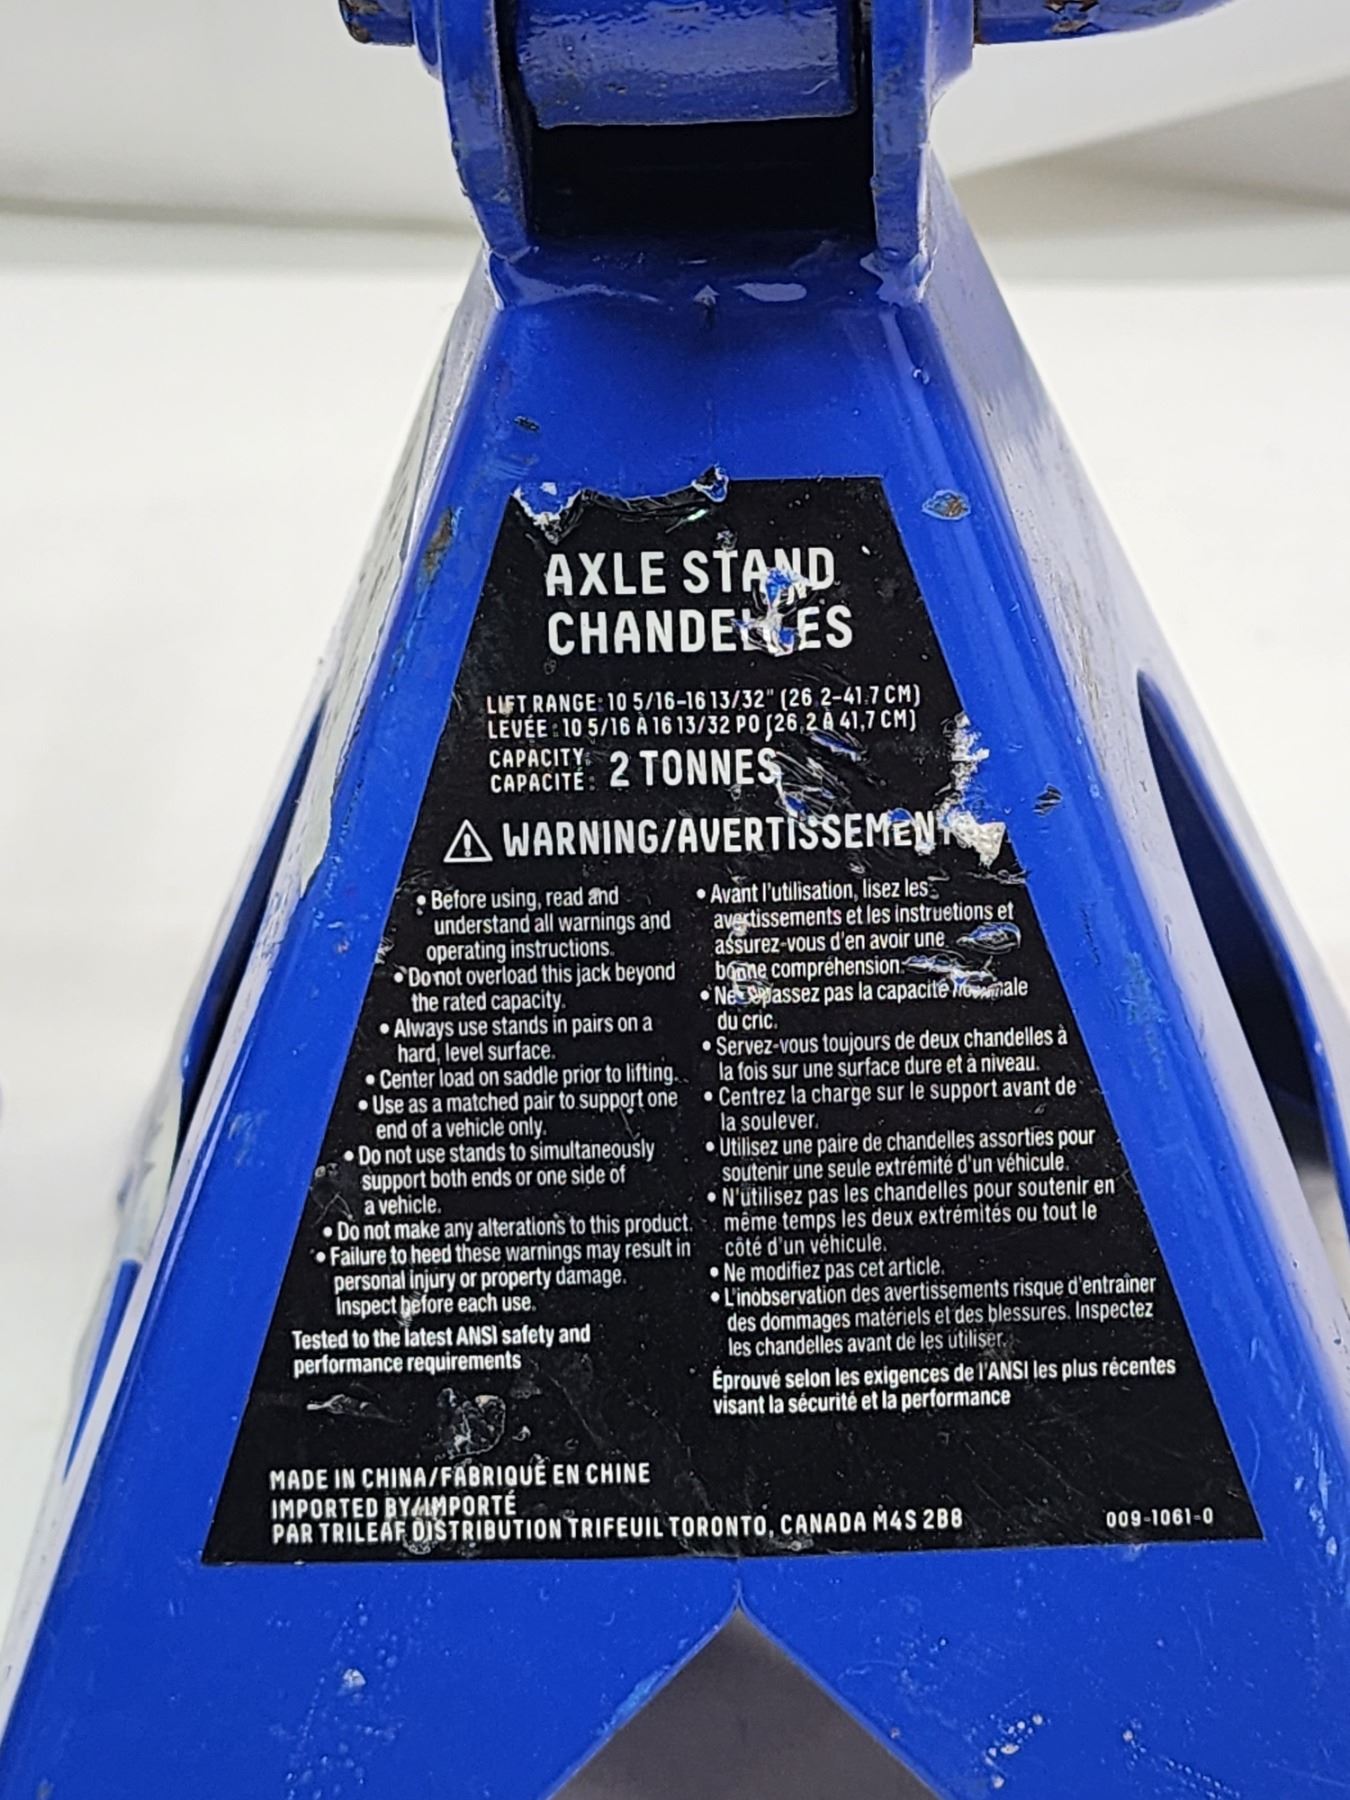 AXLE STAND
CHANDELLES
LIFT RANGE: 10 5/16-16 13/32" (26.2-41.7 CM)
LEVÉE : 10 5/16 À 16 13/32 PO (26,2 À 41,7 CM)
CAPACITY:
CAPACITÉ : 2 TONNES
WARNING/AVERTISSEMENT
• Before using, read and
understand all warnings and
operating instructions.
• Do not overload this jack beyond
the rated capacity.
• Always use stands in pairs on a
hard, level surface.
• Center load on saddle prior to lifting.
• Use as a matched pair to support one
end of a vehicle only.
• Do not use stands to simultaneously
support both ends or one side of
a vehicle.
• Do not make any alterations to this product.
• Failure to heed these warnings may result in
personal injury or property damage.
Inspect before each use.
Tested to the latest ANSI safety and
performance requirements
• Avant l'utilisation, lisez les
avertissements et les instructions et
assurez-vous d'en avoir une
bonne compréhension.
• Ne dépassez pas la capacité nominale
du cric.
• Servez-vous toujours de deux chandelles à
la fois sur une surface dure et à niveau.
• Centrez la charge sur le support avant de
la soulever.
• Utilisez une paire de chandelles assorties pour
soutenir une seule extrémité d'un véhicule.
• N'utilisez pas les chandelles pour soutenir en
même temps les deux extrémités ou tout le
côté d'un véhicule.
• Ne modifiez pas cet article.
• L'inobservation des avertissements risque d'entraîner
des dommages matériels et des blessures. Inspectez
les chandelles avant de les utiliser.
Éprouvé selon les exigences de l'ANSI les plus récentes
visant la sécurité et la performance
MADE IN CHINA/FABRIQUÉ EN CHINE
IMPORTED BY/IMPORTÉ
PAR TRILEAF DISTRIBUTION TRIFEUIL TORONTO, CANADA M4S 2B8
009-1061-0